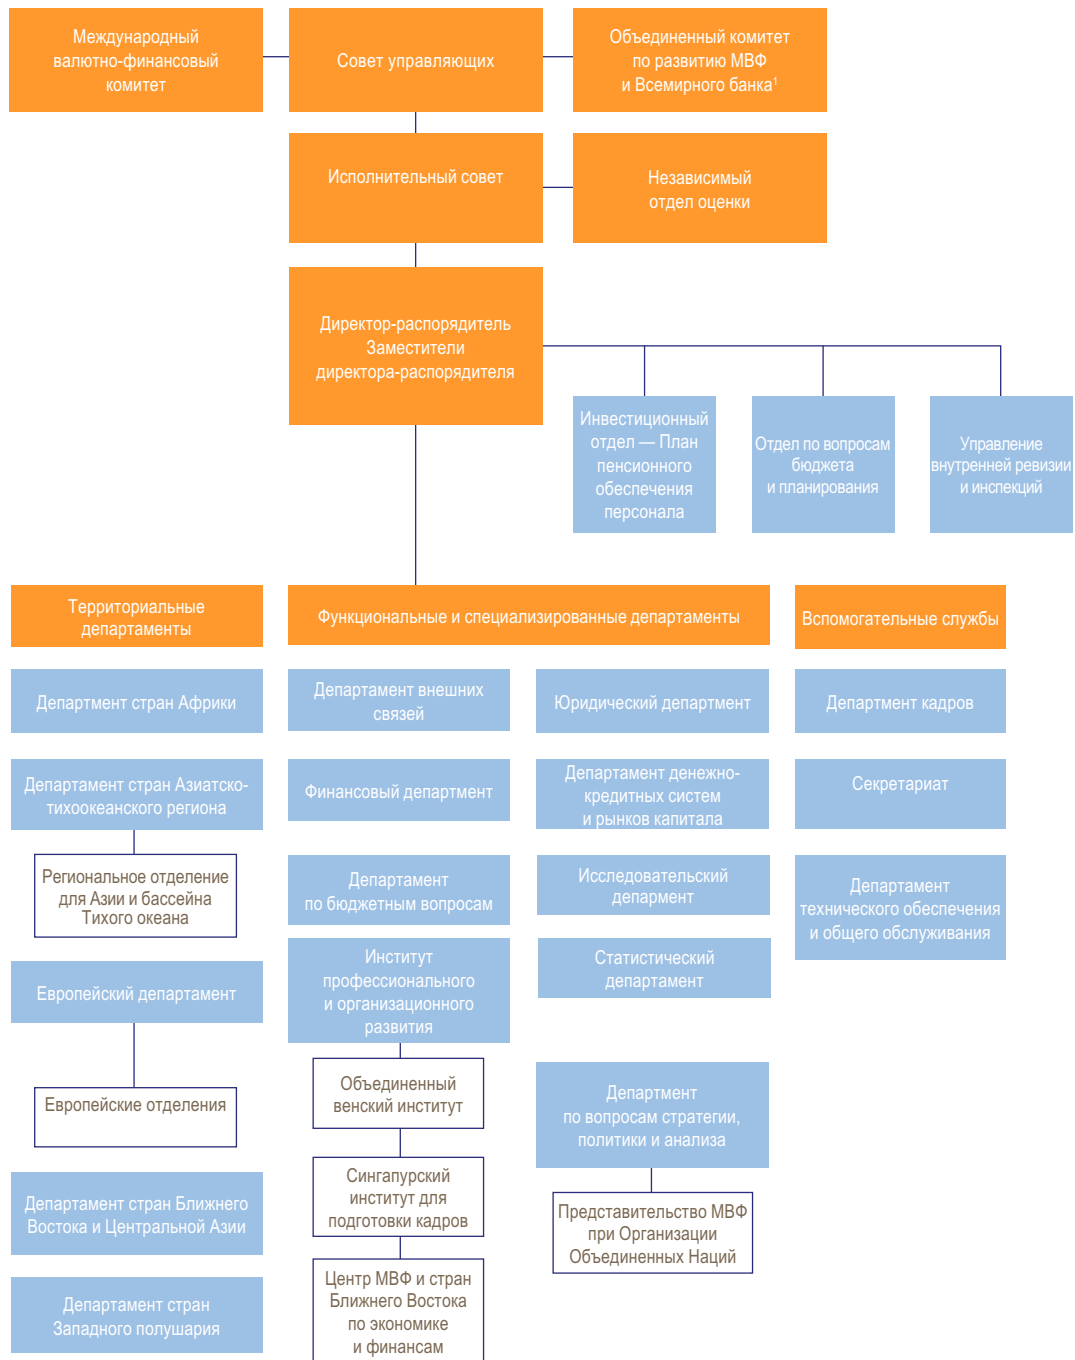 Международный
валютно-финансовый
комитет
Совет управляющих
Объединенный комитет
по развитию МВФ
и Всемирного банка¹
Исполнительный совет
Независимый
отдел оценки
Директор-распорядитель
Заместители
директора-распорядителя
Инвестиционный
отдел — План
пенсионного
обеспечения
персонала
Отдел по вопросам
бюджета
и планирования
Управление
внутренней ревизии
и инспекций
Территориальные
департаменты
Функциональные и специализированные департаменты
Вспомогательные службы
Департмент стран Африки
Департамент стран Азиатско-
тихоокеанского региона
Региональное отделение
для Азии и бассейна
Тихого океана
Европейский департамент
Европейские отделения
Департамент стран Ближнего
Востока и Центральной Азии
Департамент стран
Западного полушария
Департамент внешних
связей
Финансовый департмент
Департамент
по бюджетным вопросам
Институт
профессионального
и организационного
развития
Объединенный
венский институт
Сингапурский
институт для
подготовки кадров
Центр МВФ и стран
Ближнего Востока
по экономике
и финансам
Юридический департмент
Департамент денежно-
кредитных систем
и рынков капитала
Исследовательский
депармент
Статистический
департамент
Департмент
по вопросам стратегии,
политики и анализа
Представительство МВФ
при Организации
Объединенных Наций
Департмент кадров
Секретариат
Департамент
технического обеспечения
и общего обслуживания